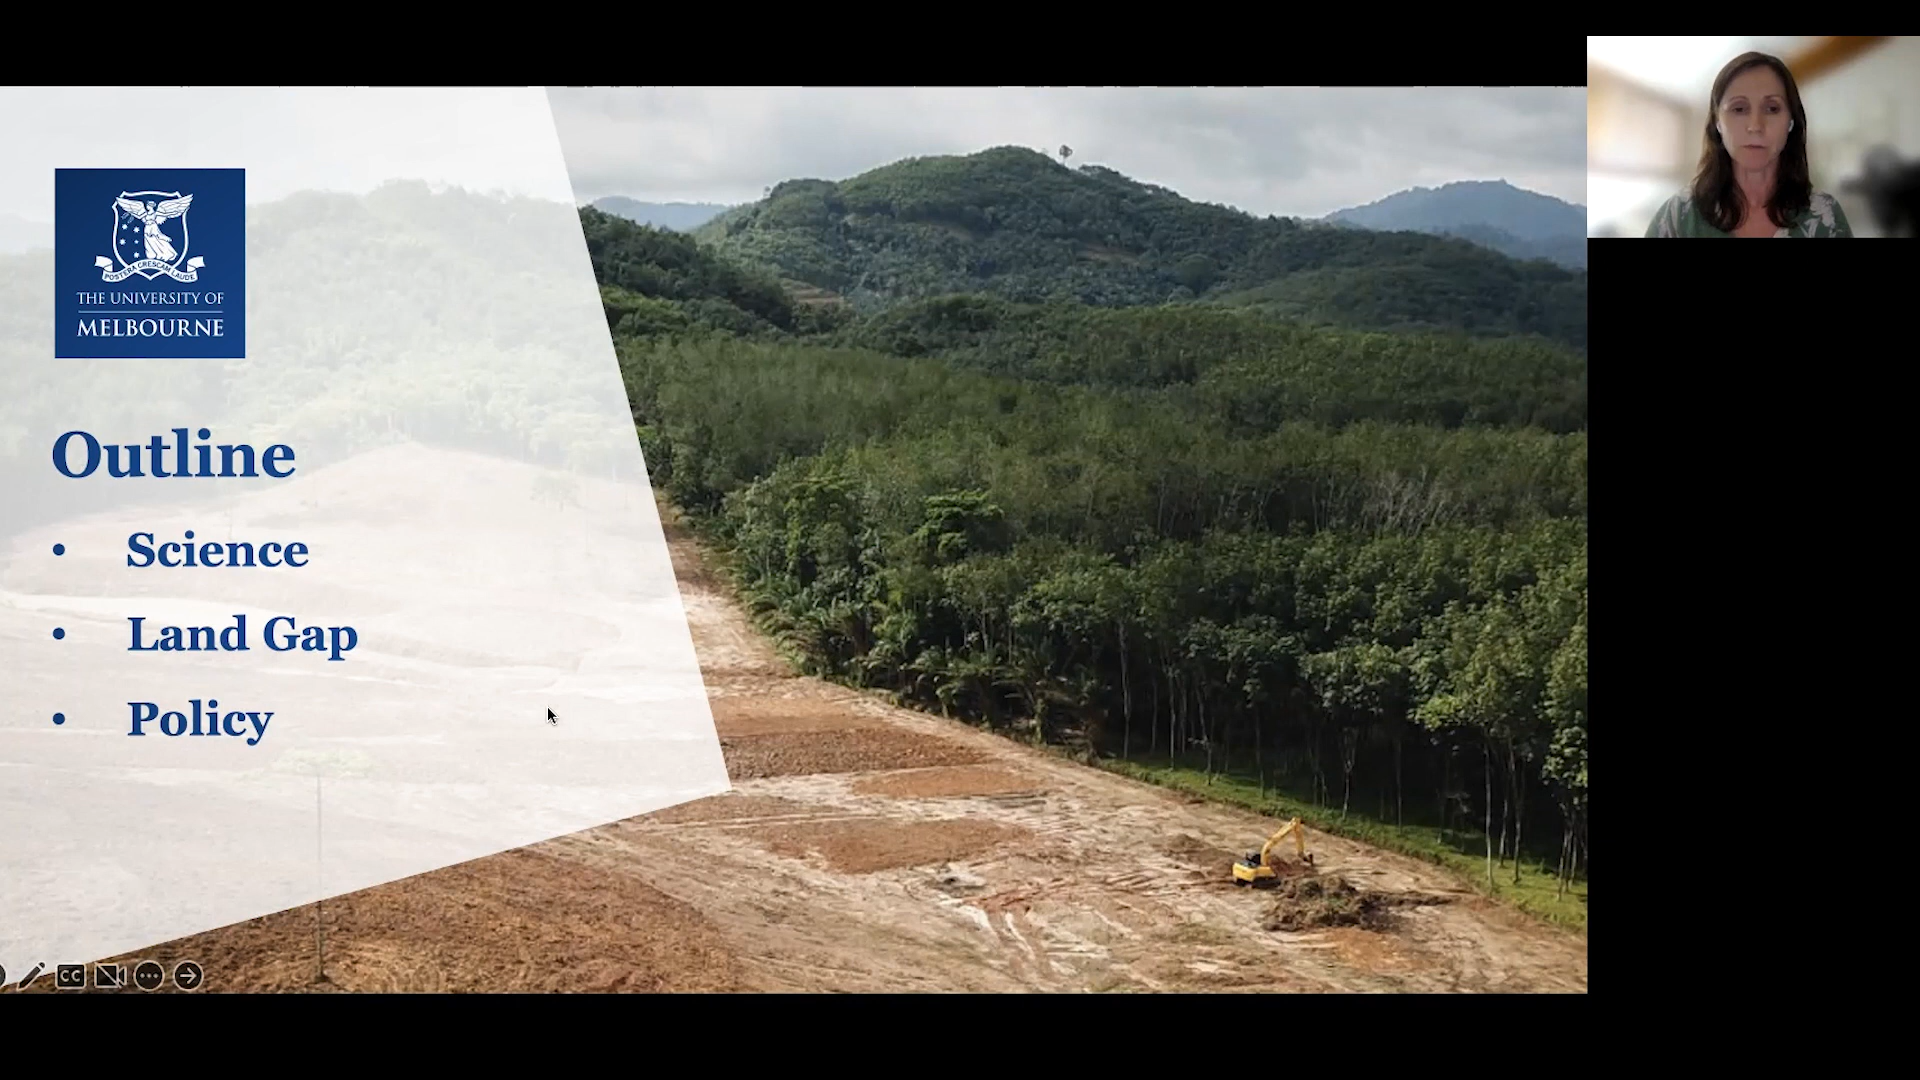 POSTERA CRESCAM LAUDE
THE UNIVERSITY OF
MELBOURNE
Outline
• Science
• Land Gap
• Policy
CC